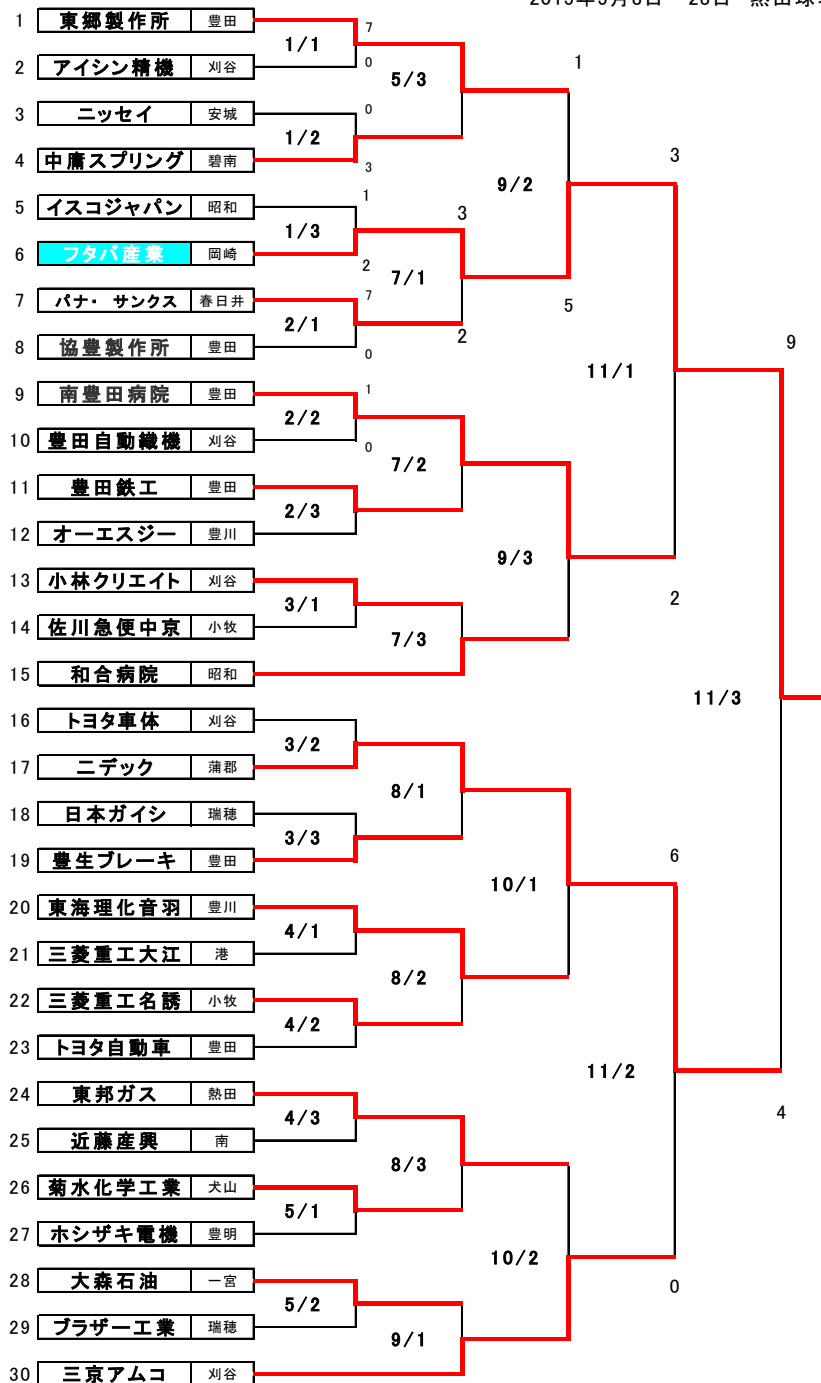 1 東郷製作所 豊田
7
1/1
2 アイシン精機 刈谷
0
5/3
1
3 ニッセイ 安城
0
1/2
4 中庸スプリング 碧南
3
9/2
3
5 イスコジャパン 昭和
1
1/3
3
6 フタバ産業 岡崎
2
7/1
7 パナ・サンクス 春日井
7
2/1
5
8 協豊製作所 豊田
0
2
11/1
9
9 南豊田病院 豊田
1
2/2
10 豊田自動織機 刈谷
0
7/2
11 豊田鉄工 豊田
2/3
12 オーエスジー 豊川
9/3
13 小林クリエイト 刈谷
3/1
2
14 佐川急便中京 小牧
7/3
15 和合病院 昭和
11/3
16 トヨタ車体 刈谷
3/2
17 ニデック 蒲郡
8/1
18 日本ガイシ 瑞穂
3/3
19 豊生ブレーキ 豊田
6
10/1
20 東海理化音羽 豊川
4/1
21 三菱重工大江 港
8/2
22 三菱重工名誘 小牧
4/2
23 トヨタ自動車 豊田
11/2
24 東邦ガス 熱田
4/3
4
25 近藤産興 南
8/3
26 菊水化学工業 犬山
5/1
27 ホシザキ電機 豊明
10/2
28 大森石油 一宮
0
5/2
29 ブラザー工業 瑞穂
9/1
30 三京アムコ 刈谷